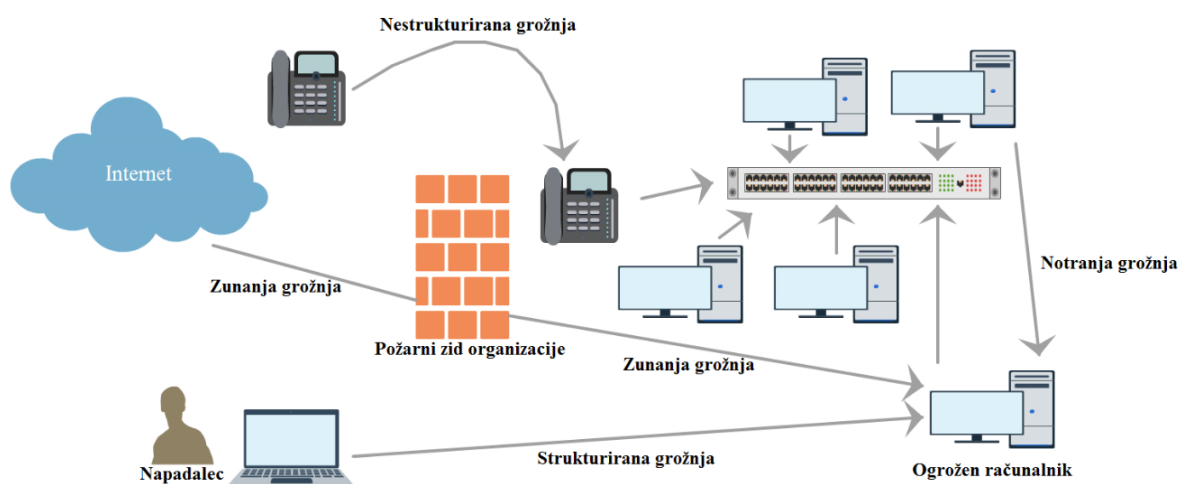 Nestrukturirana grožnja
Internet
Zunanja grožnja
Požarni zid organizacije
Notranja grožnja
Zunanja grožnja
Napadalec
Strukturirana grožnja
Ogrožen računalnik